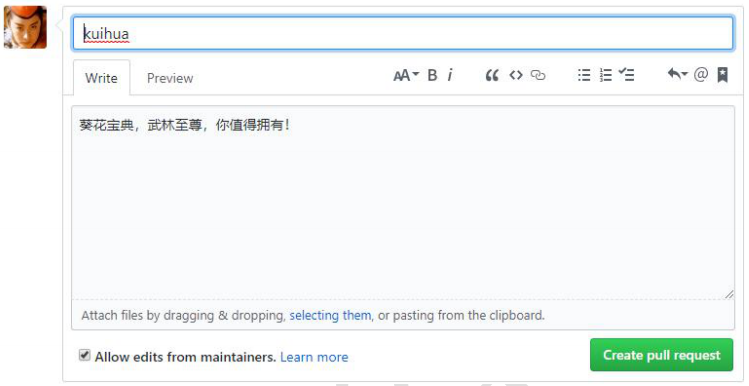 kuihua
Write Preview AA B i
葵花宝典，武林至尊，你值得拥有！
Attach files by dragging & dropping, selecting them, or pasting from the clipboard.
Allow edits from maintainers. Learn more
Create pull request